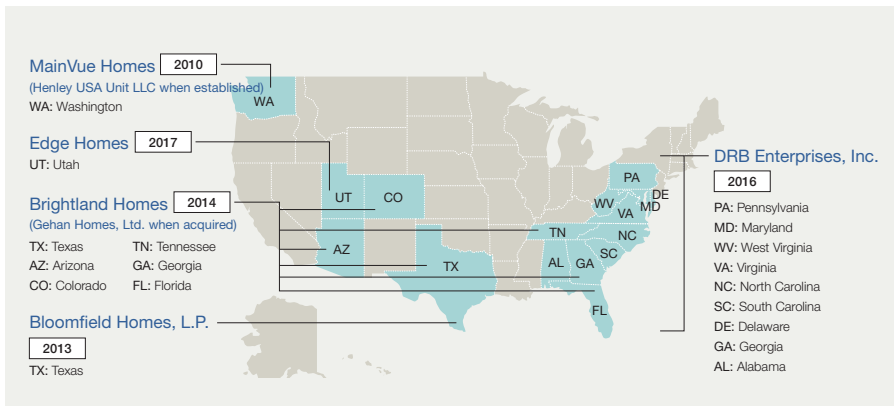 MainVue Homes 2010
(Henley USA Unit LLC when established)
WA: Washington
Edge Homes 2017
UT: Utah
Brightland Homes 2014
(Gehan Homes, Ltd. when acquired)
TX: Texas TN: Tennessee
AZ: Arizona GA: Georgia
CO: Colorado FL: Florida
Bloomfield Homes, L.P.
2013
TX: Texas
WA
UT
CO
AZ
TX
TN
AL
GA
FL
SC
NC
VA
WV
PA
MD
DE
DRB Enterprises, Inc.
2016
PA: Pennsylvania
MD: Maryland
WV: West Virginia
VA: Virginia
NC: North Carolina
SC: South Carolina
DE: Delaware
GA: Georgia
AL: Alabama